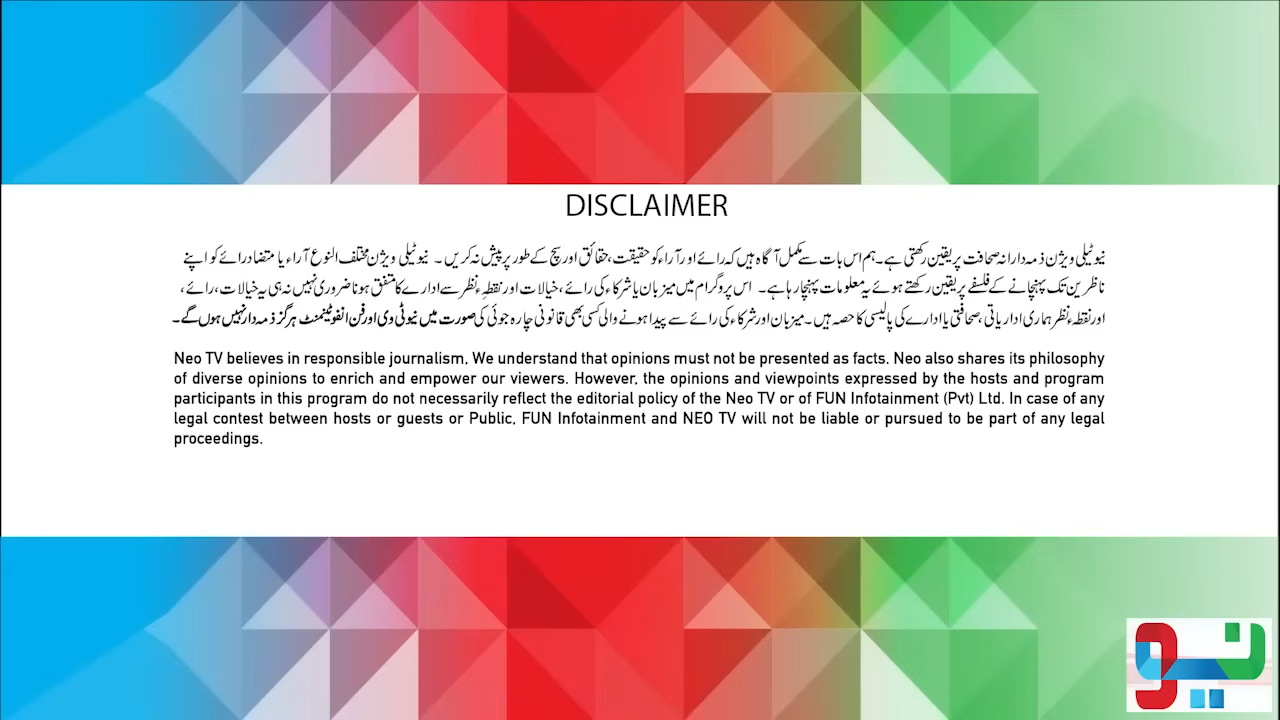 DISCLAIMER
نیو ٹیلی ویژن ذمہ دارانہ صحافت پر یقین رکھتی ہے۔ ہم اس بات سے مکمل آگاہ ہیں کہ رائے اور آراء کو حقیقت، حقائق اور سچ کے طور پر پیش نہ کریں ۔ نیو ٹیلی ویژن مختلف النوع آراء یا متضاد رائے کو اپنے
ناظرین تک پہنچانے کے فلسفے پر یقین رکھتے ہوئے یہ معلومات پہنچا رہا ہے۔ اس پروگرام میں میزبان یا شرکاء کی رائے، خیالات اور نقطہءِ نظر سے ادارے کا متفق ہونا ضروری نہیں نہ ہی یہ خیالات، رائے،
اور نقطہءِ نظر ہماری اداریاتی، صحافتی یا ادارے کی پالیسی کا حصہ ہیں۔ میزبان اور شرکاء کی رائے سے پیدا ہونے والی کسی بھی قانونی چارہ جوئی کی صورت میں نیو ٹی وی اور فن انفوٹینمنٹ ہرگز ذمہ دار نہیں ہوں گے۔
Neo TV believes in responsible journalism, We understand that opinions must not be presented as facts. Neo also shares its philosophy
of diverse opinions to enrich and empower our viewers. However, the opinions and viewpoints expressed by the hosts and program
participants in this program do not necessarily reflect the editorial policy of the Neo TV or of FUN Infotainment (Pvt) Ltd. In case of any
legal contest between hosts or guests or Public, FUN Infotainment and NEO TV will not be liable or pursued to be part of any legal
proceedings.
نیو